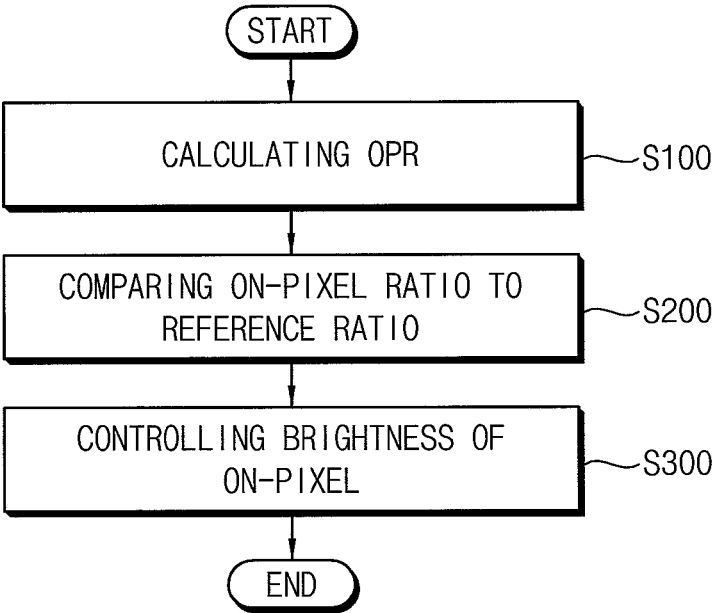 START
CALCULATING OPR
S100
COMPARING ON-PIXEL RATIO TO
REFERENCE RATIO
S200
CONTROLLING BRIGHTNESS OF
ON-PIXEL
S300
END